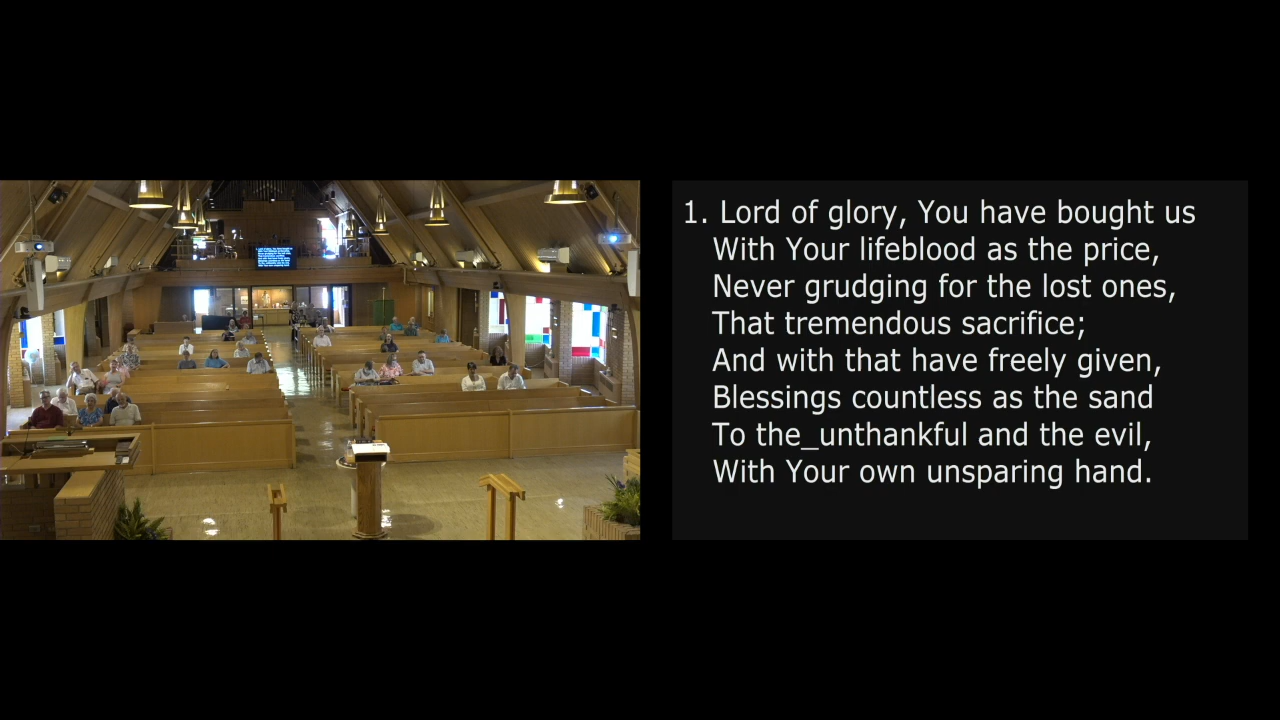 1. Lord of glory, You have bought us
With Your lifeblood as the price,
Never grudging for the lost ones,
That tremendous sacrifice;
And with that have freely given,
Blessings countless as the sand
To the_unthankful and the evil,
With Your own unsparing hand.